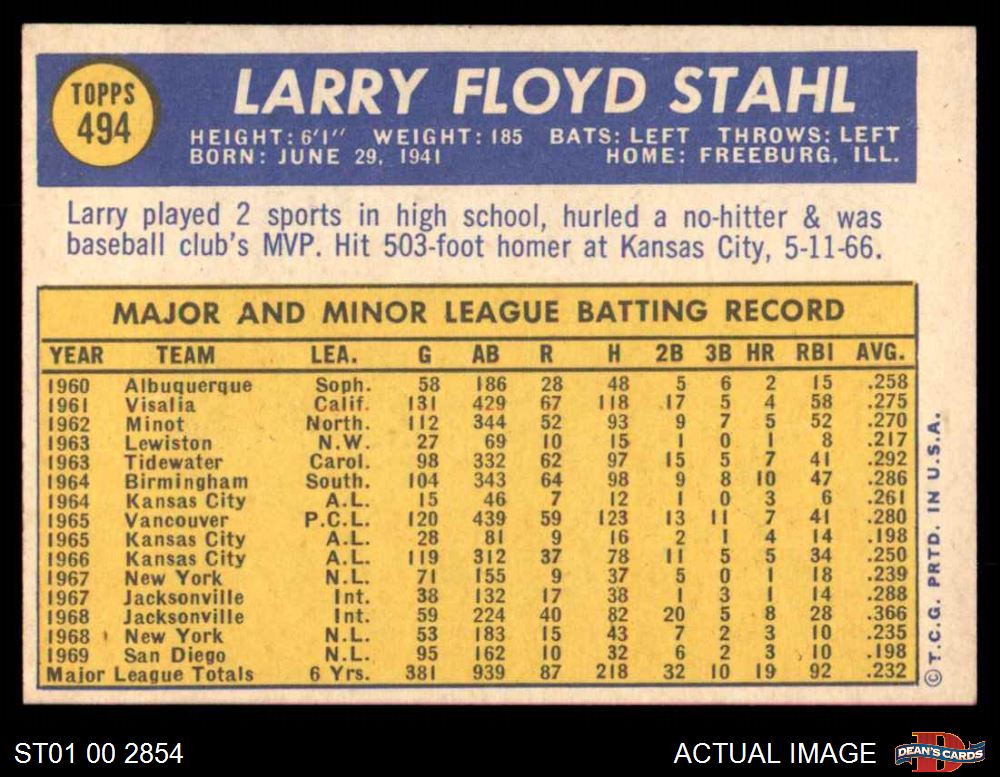 TOPPS
494
LARRY FLOYD STAHL
HEIGHT: 6'1" WEIGHT: 185 BATS: LEFT THROWS: LEFT
BORN: JUNE 29, 1941 HOME: FREEBURG, ILL.
Larry played 2 sports in high school, hurled a no-hitter & was
baseball club's MVP. Hit 503-foot homer at Kansas City, 5-11-66.
MAJOR AND MINOR LEAGUE BATTING RECORD
YEAR TEAM LEA. G AB R H 2B 3B HR RBI AVG.
1960 Albuquerque Soph. 58 186 28 48 5 6 2 15 .258
1961 Visalia Calif. 131 429 67 118 17 5 4 58 .275
1962 Minot North. 112 344 52 93 9 7 5 52 .270
1963 Lewiston N.W. 27 69 10 15 1 0 1 8 .217
1963 Tidewater Carol. 98 332 62 97 15 5 7 41 .292
1964 Birmingham South. 104 343 64 98 9 8 10 47 .286
1964 Kansas City A.L. 15 46 7 12 1 0 3 6 .261
1965 Vancouver P.C.L. 120 439 59 123 13 11 7 41 .280
1965 Kansas City A.L. 28 81 9 16 2 1 4 14 .198
1966 Kansas City A.L. 119 312 37 78 11 5 5 34 .250
1967 New York N.L. 71 155 9 37 5 0 1 18 .239
1967 Jacksonville Int. 38 132 17 38 1 3 1 14 .288
1968 Jacksonville Int. 59 224 40 82 20 5 8 28 .366
1968 New York N.L. 53 183 15 43 7 2 3 10 .235
1969 San Diego N.L. 95 162 10 32 6 2 3 10 .198
Major League Totals 6 Yrs. 381 939 87 218 32 10 19 92 .232
© T.C.G. PRTD. IN U.S.A.
ST01 00 2854
ACTUAL IMAGE
DEAN'S CARDS